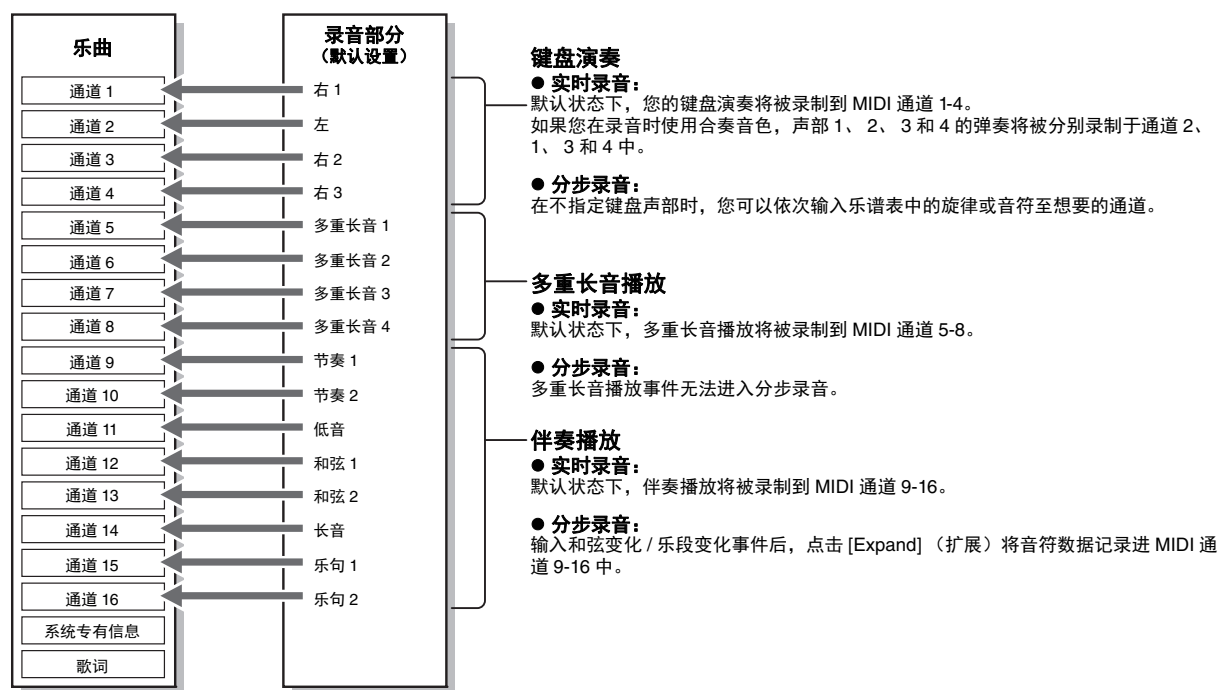 乐曲
通道 1
通道 2
通道 3
通道 4
通道 5
通道 6
通道 7
通道 8
通道 9
通道 10
通道 11
通道 12
通道 13
通道 14
通道 15
通道 16
系统专有信息
歌词
录音部分
（默认设置）
右 1
左
右 2
右 3
多重长音 1
多重长音 2
多重长音 3
多重长音 4
节奏 1
节奏 2
低音
和弦 1
和弦 2
长音
乐句 1
乐句 2
键盘演奏
● 实时录音：
默认状态下，您的键盘演奏将被录制到 MIDI 通道 1-4。
如果您在录音时使用合奏音色，声部 1、 2、 3 和 4 的弹奏将被分别录制于通道 2、
1、 3 和 4 中。
● 分步录音：
在不指定键盘声部时，您可以依次输入乐谱表中的旋律或音符至想要的通道。
多重长音播放
● 实时录音：
默认状态下，多重长音播放将被录制到 MIDI 通道 5-8。
● 分步录音：
多重长音播放事件无法进入分步录音。
伴奏播放
● 实时录音：
默认状态下，伴奏播放将被录制到 MIDI 通道 9-16。
● 分步录音：
输入和弦变化 / 乐段变化事件后，点击 [Expand] （扩展）将音符数据记录进 MIDI 通
道 9-16 中。